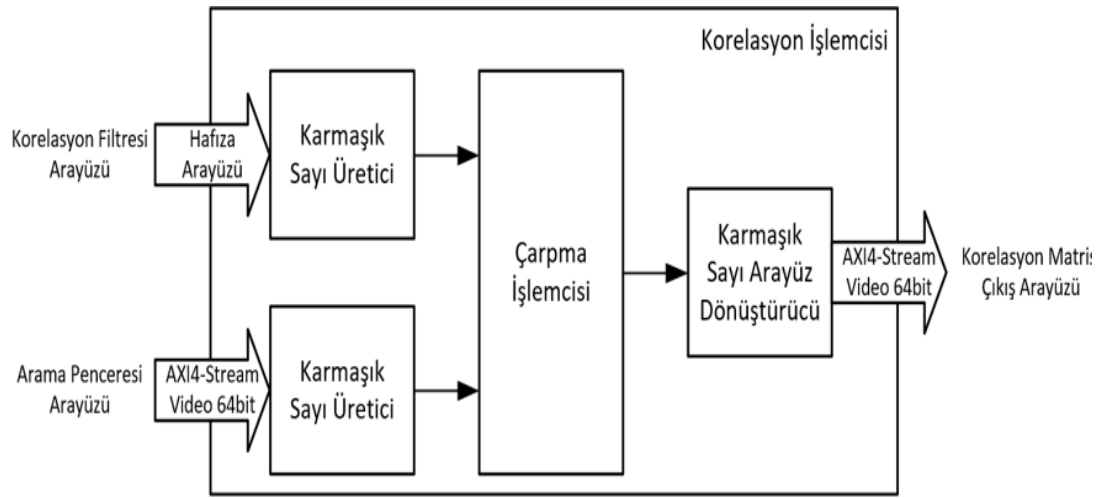 Korelasyon İşlemcisi
Korelasyon Filtresi
Arayüzü
Hafıza
Arayüzü
Karmaşık
Sayı Üretici
Çarpma
İşlemcisi
Karmaşık
Sayı Arayüz
Dönüştürücü
AXI4-Stream
Video 64bit
Korelasyon Matris
Çıkış Arayüzü
Arama Penceresi
Arayüzü
AXI4-Stream
Video 64bit
Karmaşık
Sayı Üretici